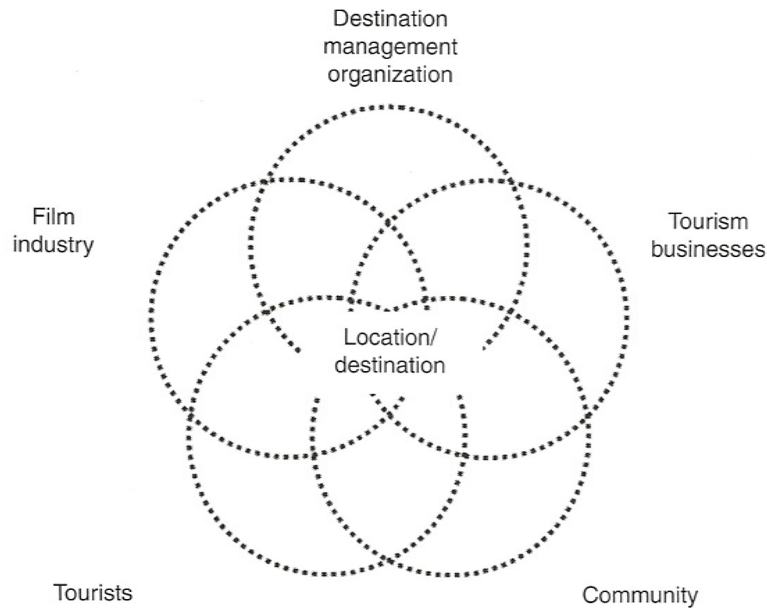 Destination
management
organization
Film
industry
Tourism
businesses
Location/
destination
Tourists
Community